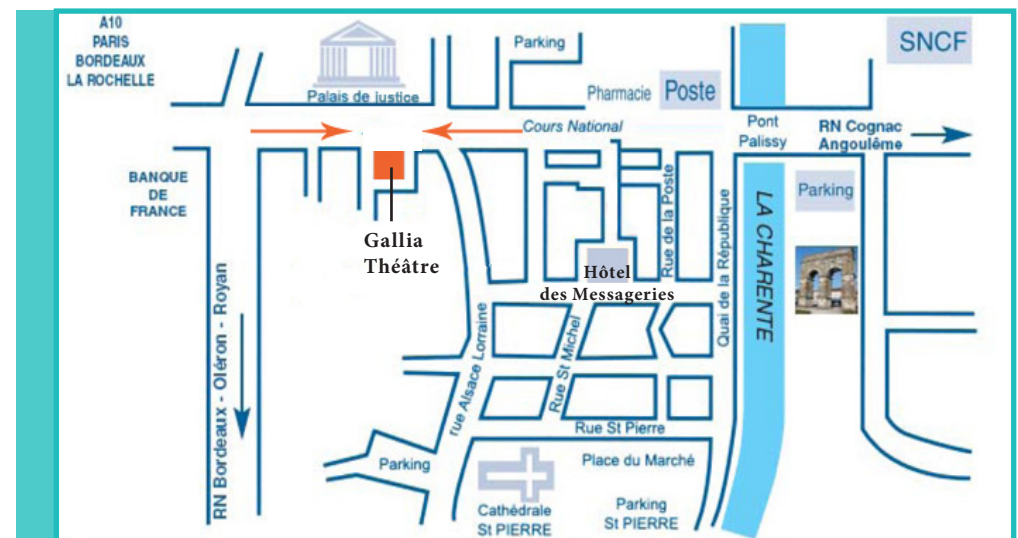 A10
PARIS
BORDEAUX
LA ROCHELLE
Palais de justice
Parking
Pharmacie
Poste
SNCF
Cours National
Pont
Palissy
RN Cognac
Angoulême
BANQUE
DE
FRANCE
Gallia
Théâtre
Parking
Rue de la Poste
Quai de la République
LA CHARENTE
Hôtel
des Messageries
RN Bordeaux - Oléron - Royan
rue Alsace Lorraine
Rue St Michel
Rue St Pierre
Parking
Place du Marché
Cathédrale
St PIERRE
Parking
St PIERRE